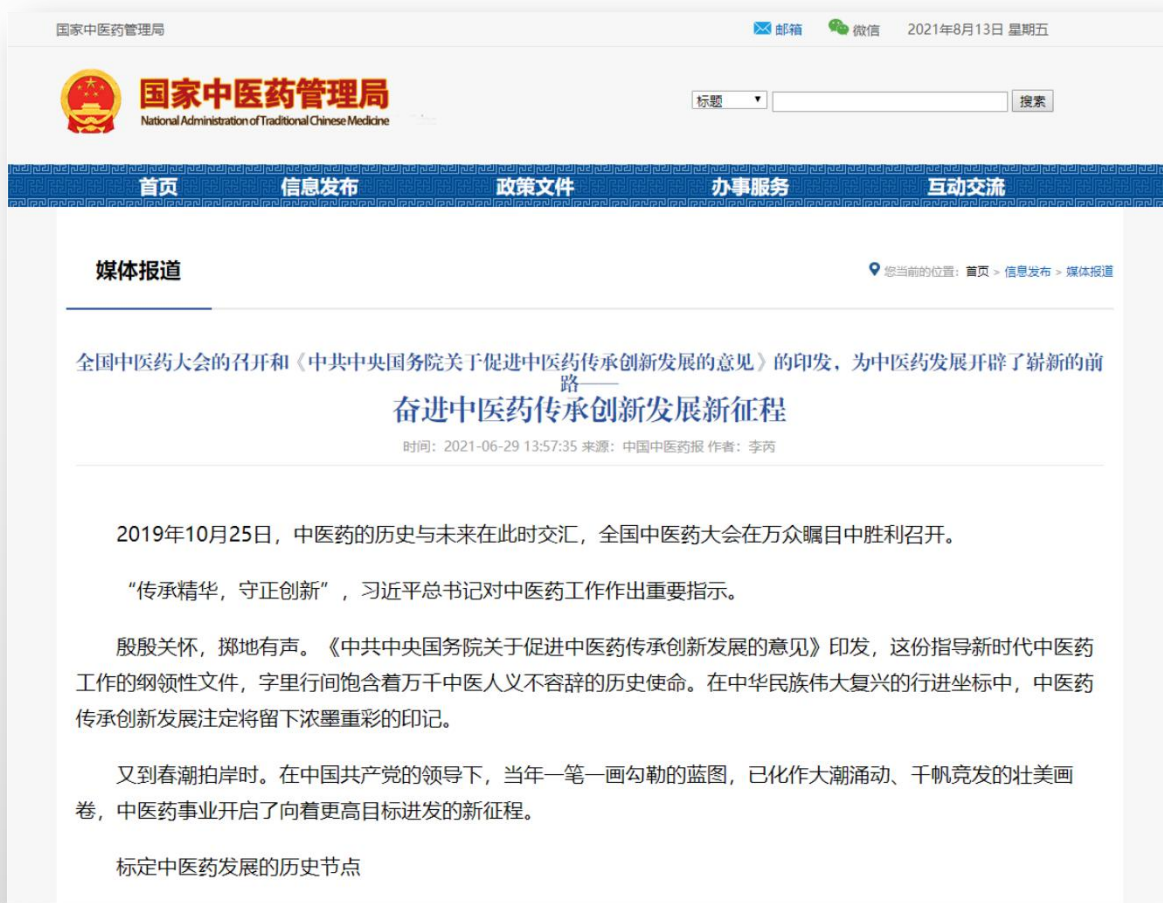 国家中医药管理局
邮箱
微信
2021年8月13日 星期五
国家中医药管理局
National Administration of Traditional Chinese Medicine
标题
搜索
首页
信息发布
政策文件
办事服务
互动交流
媒体报道
您当前的位置：首页 > 信息发布 > 媒体报道
全国中医药大会的召开和《中共中央国务院关于促进中医药传承创新发展的意见》的印发，为中医药发展开辟了崭新的前
路——
奋进中医药传承创新发展新征程
时间：2021-06-29 13:57:35 来源：中国中医药报 作者：李芮
2019年10月25日，中医药的历史与未来在此时交汇，全国中医药大会在万众瞩目中胜利召开。
“传承精华，守正创新”，习近平总书记对中医药工作作出重要指示。
殷殷关怀，掷地有声。《中共中央国务院关于促进中医药传承创新发展的意见》印发，这份指导新时代中医药
工作的纲领性文件，字里行间饱含着万千中医人义不容辞的历史使命。在中华民族伟大复兴的行进坐标中，中医药
传承创新发展注定将留下浓墨重彩的印记。
又到春潮拍岸时。在中国共产党的领导下，当年一笔一画勾勒的蓝图，已化作大潮涌动、千帆竞发的壮美画
卷，中医药事业开启了向着更高目标进发的新征程。
标定中医药发展的历史节点